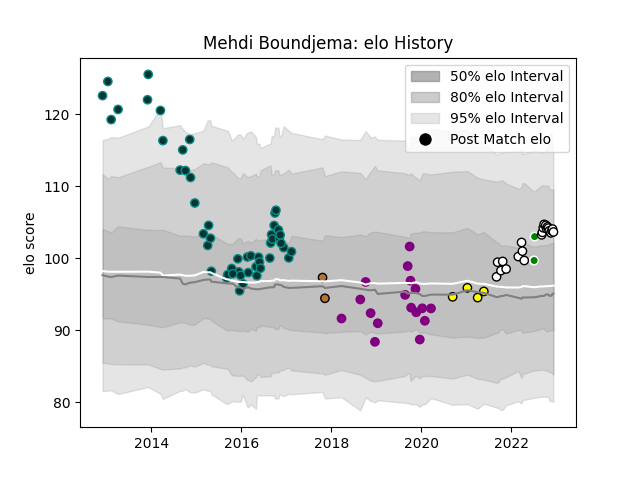 Mehdi Boundjema: elo History
50% elo Interval
80% elo Interval
95% elo Interval
Post Match elo
elo score
120
110
100
90
80
2014
2016
2018
2020
2022